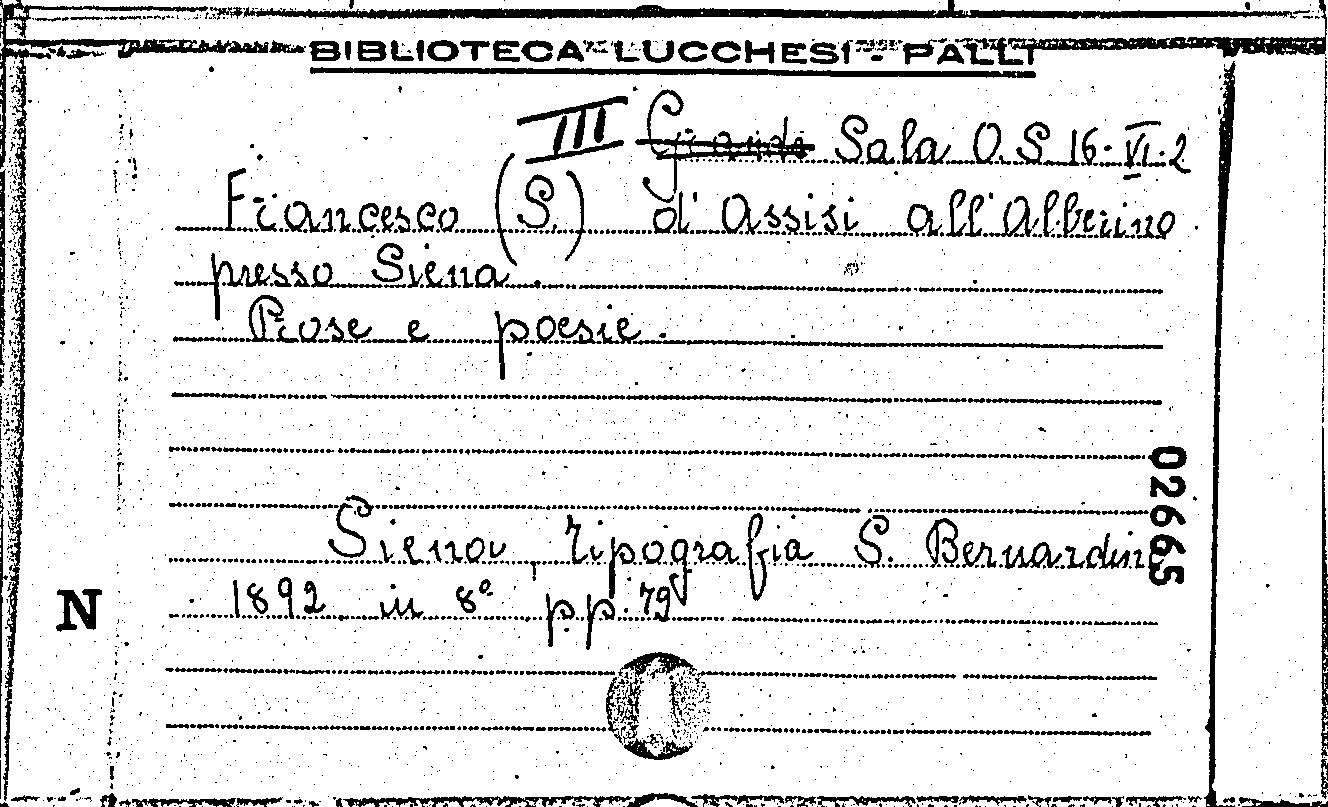 BIBLIOTECA LUCCHESI - PALLI
III Grande Sala O.S 16-VI-2
Francesco (S.) d'Assisi all'Alberino
presso Siena.
Prose e poesie.
Siena, Tipografia S. Bernardino
1892 in 8º pp. 79
02665
N